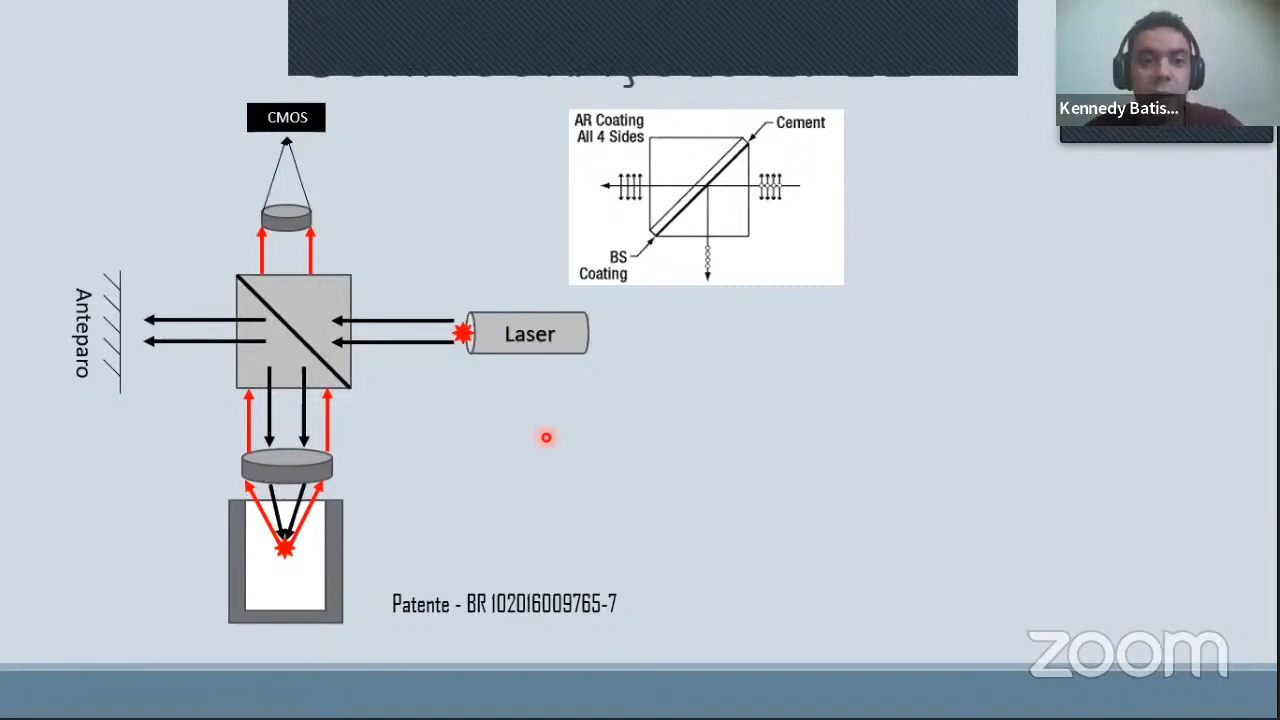 CMOS
AR Coating
All 4 Sides
Cement
BS
Coating
Kennedy Batis...
Anteparo
Laser
Patente - BR 102016009765-7
zoom